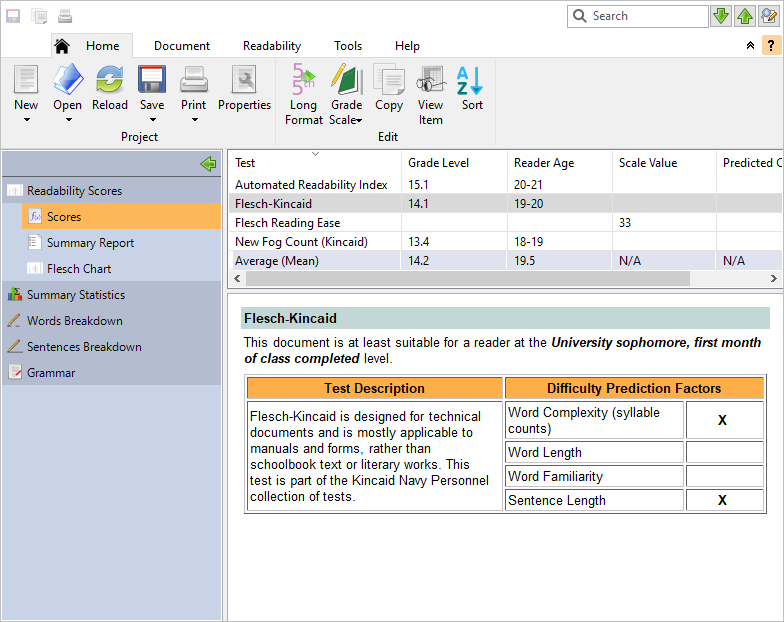 Search
Home Document Readability Tools Help
?
New Open Reload Save Print Properties Long Format Grade Scale Copy View Item Sort
Project Edit
Readability Scores
Scores
Summary Report
Flesch Chart
Summary Statistics
Words Breakdown
Sentences Breakdown
Grammar
Test Grade Level Reader Age Scale Value Predicted C
Automated Readability Index 15.1 20-21
Flesch-Kincaid 14.1 19-20
Flesch Reading Ease 33
New Fog Count (Kincaid) 13.4 18-19
Average (Mean) 14.2 19.5 N/A N/A
Flesch-Kincaid
This document is at least suitable for a reader at the University sophomore, first month
of class completed level.
Test Description
Flesch-Kincaid is designed for technical
documents and is mostly applicable to
manuals and forms, rather than
schoolbook text or literary works. This
test is part of the Kincaid Navy Personnel
collection of tests.
Difficulty Prediction Factors
Word Complexity (syllable
counts) X
Word Length
Word Familiarity
Sentence Length X